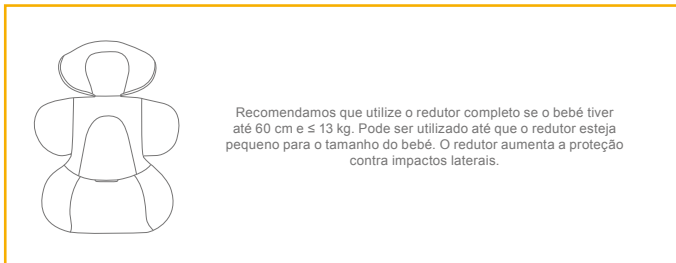 Recomendamos que utilize o redutor completo se o bebé tiver
até 60 cm e ≤ 13 kg. Pode ser utilizado até que o redutor esteja
pequeno para o tamanho do bebé. O redutor aumenta a proteção
contra impactos laterais.